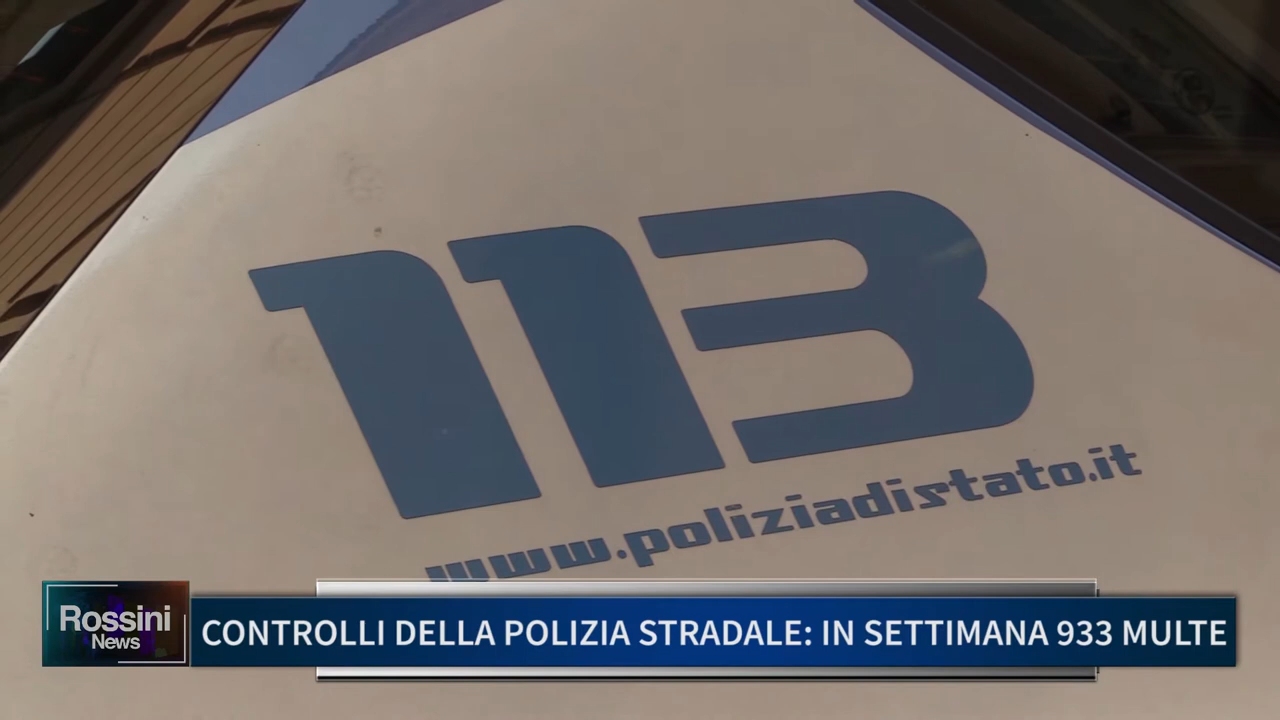 113
www.poliziadistato.it
Rossini
News
CONTROLLI DELLA POLIZIA STRADALE: IN SETTIMANA 933 MULTE